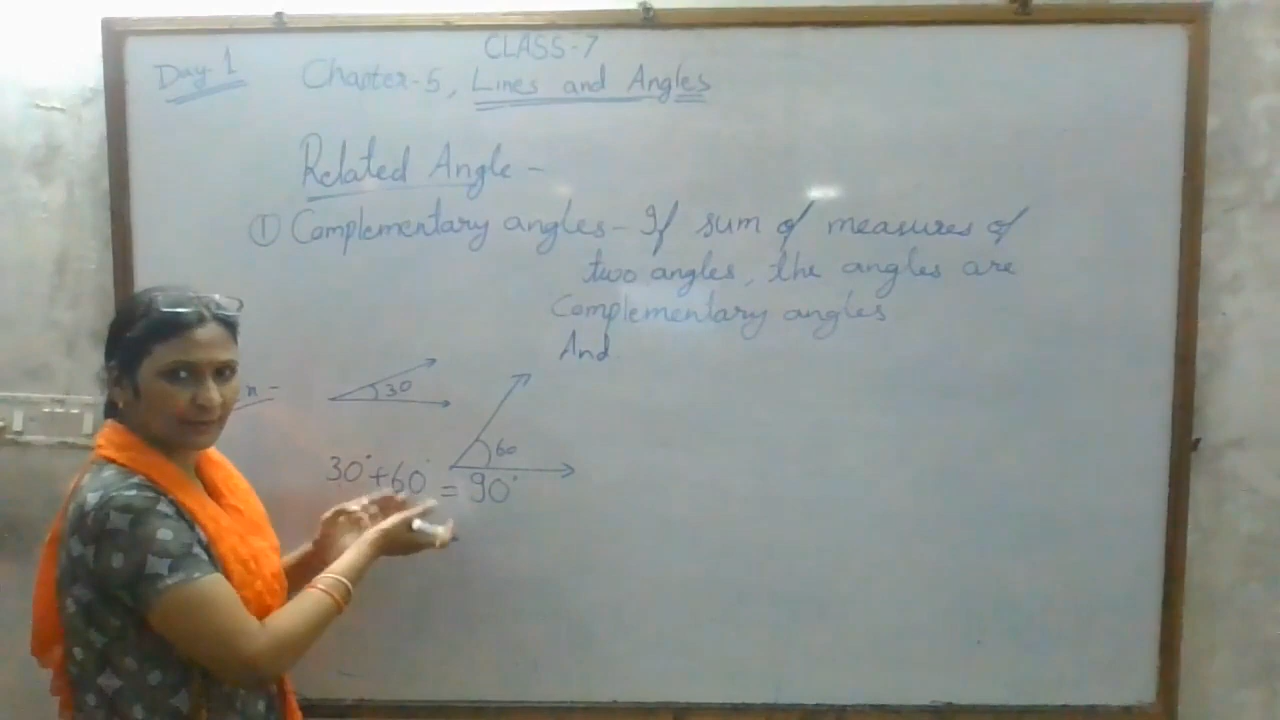 CLASS-7
Day-1
Chapter-5, Lines and Angles
Related Angle -
① Complementary angles - If sum of measures of
two angles, the angles are
Complementary angles
And
30
60
30°+60° = 90°